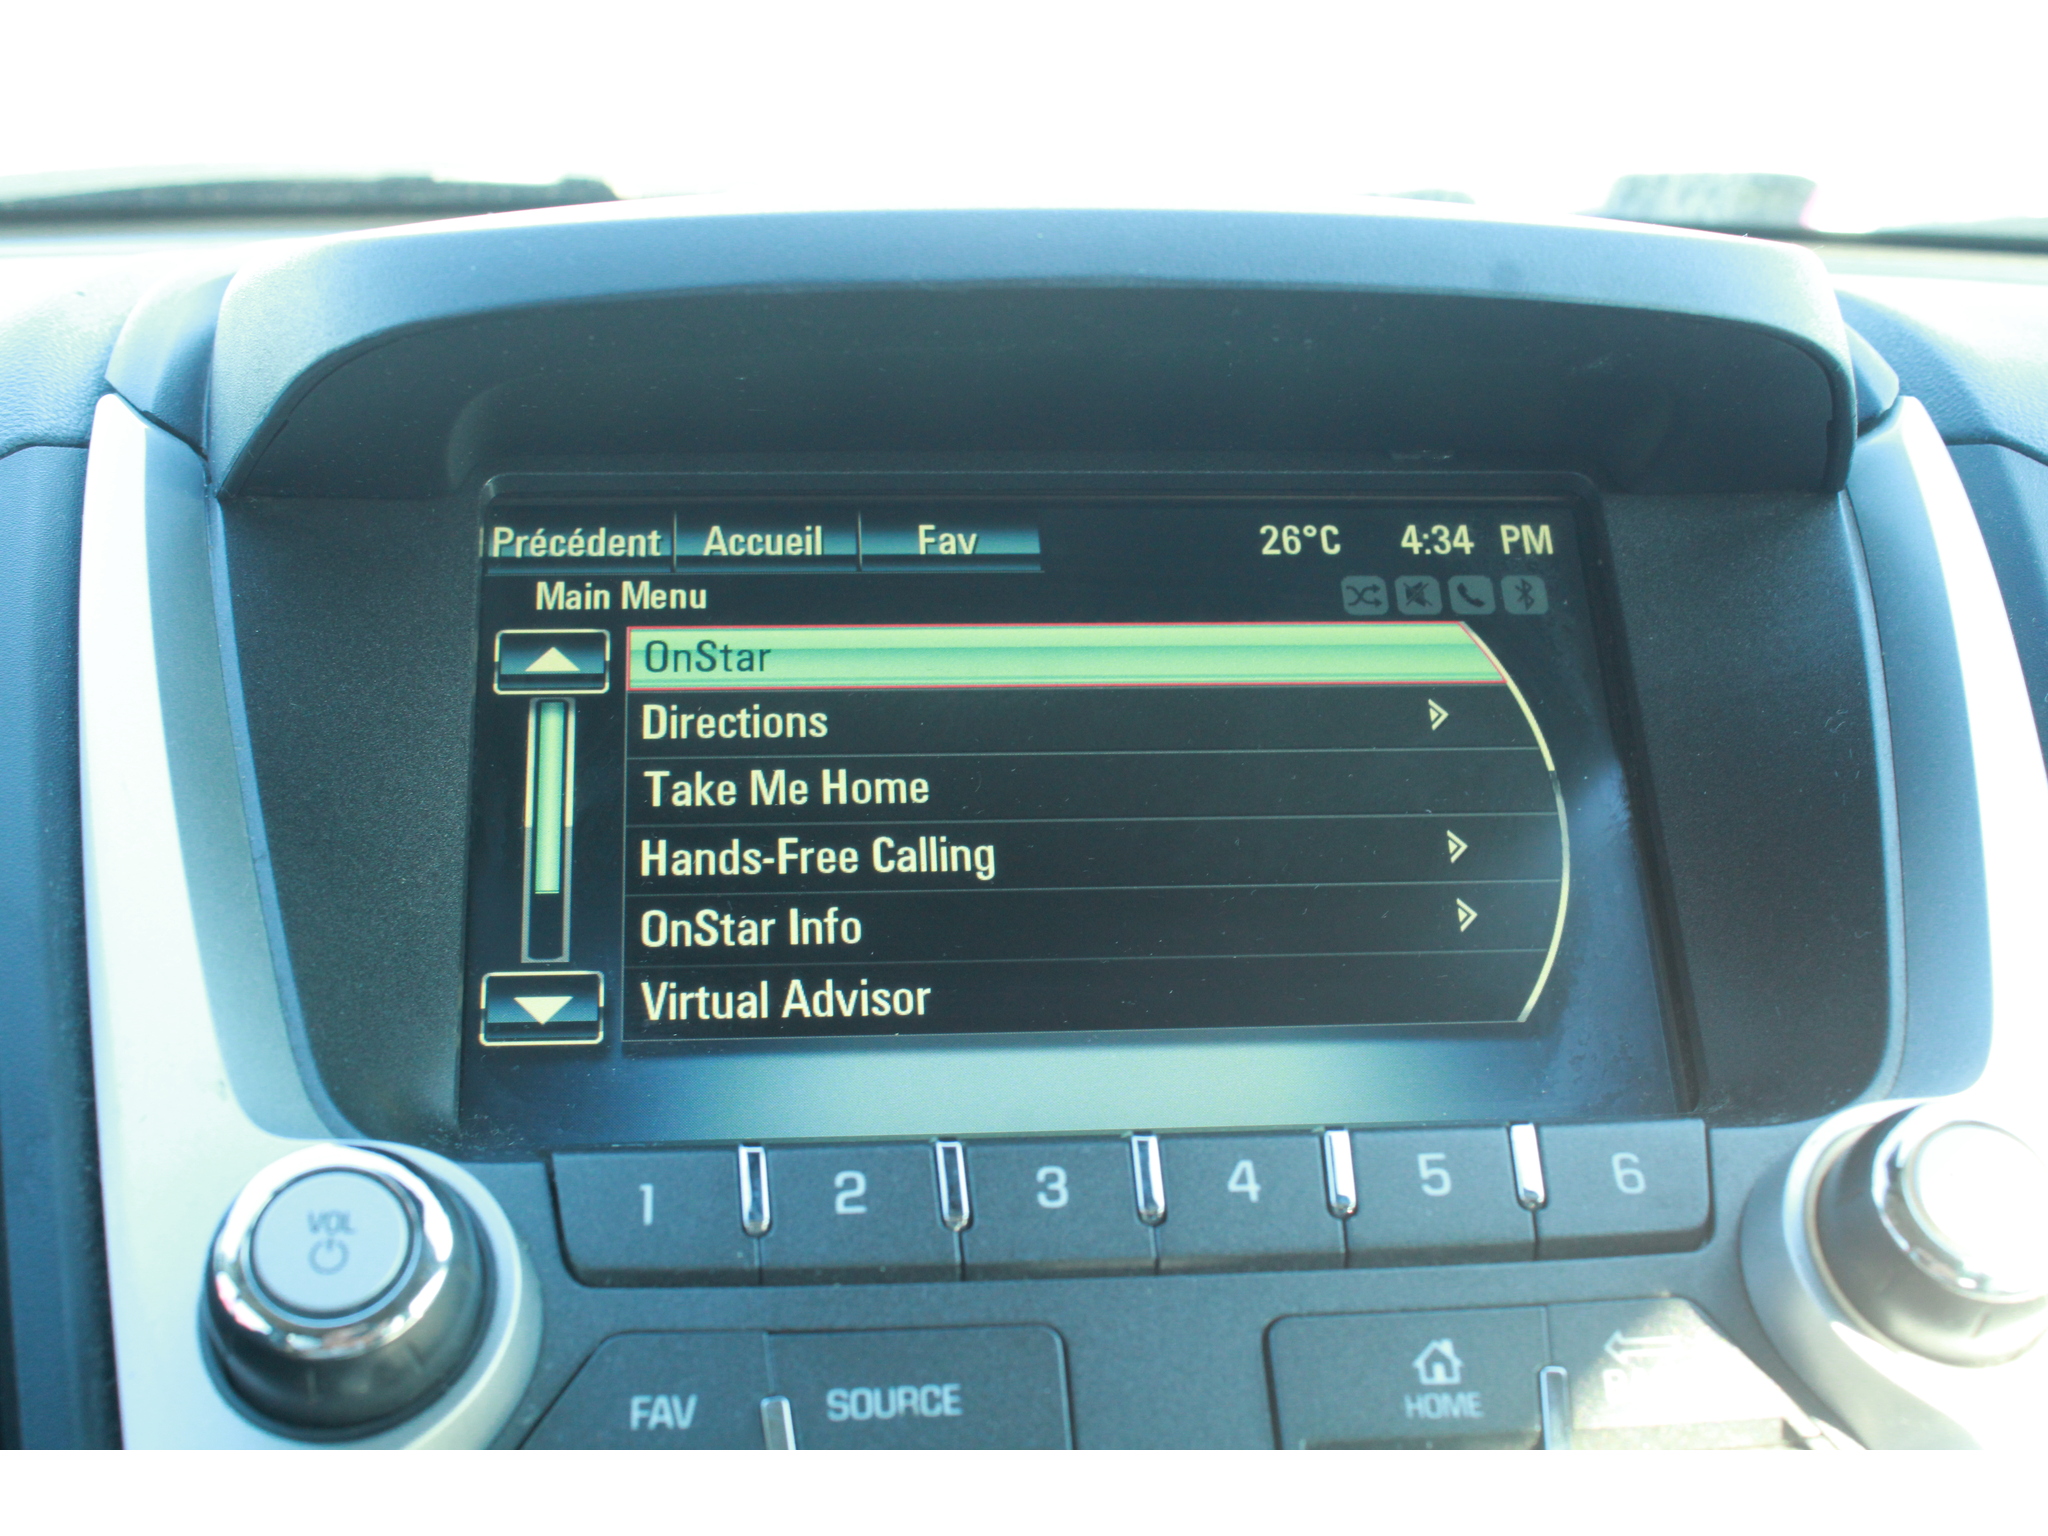 Précédent Accueil Fav 26°C 4:34 PM
Main Menu
OnStar
Directions
Take Me Home
Hands-Free Calling
OnStar Info
Virtual Advisor
1 2 3 4 5 6
VOL
FAV SOURCE HOME